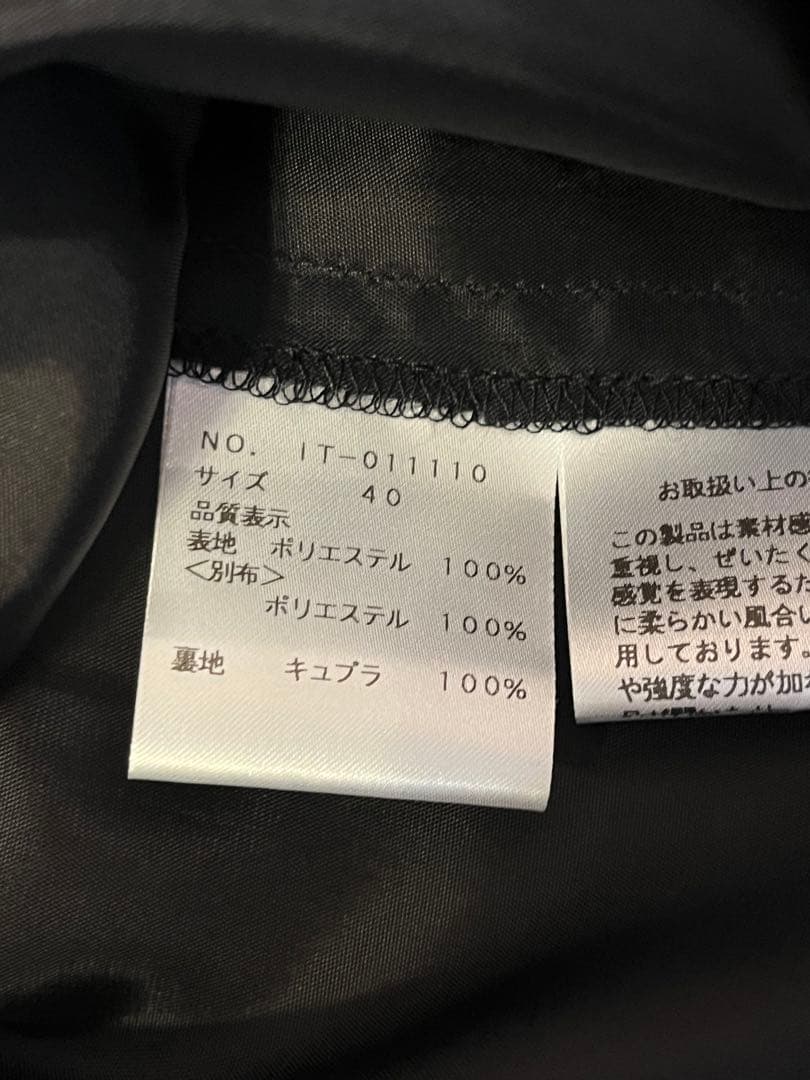 NO. IT-011110
サイズ 40
品質表示
表地 ポリエステル 100%
<別布>
ポリエステル 100%
裏地 キュプラ 100%
お取扱い上の
この製品は素材感
重視し、ぜいたく
感覚を表現するた
に柔らかい風合い
用しております。
や強度な力が加わ